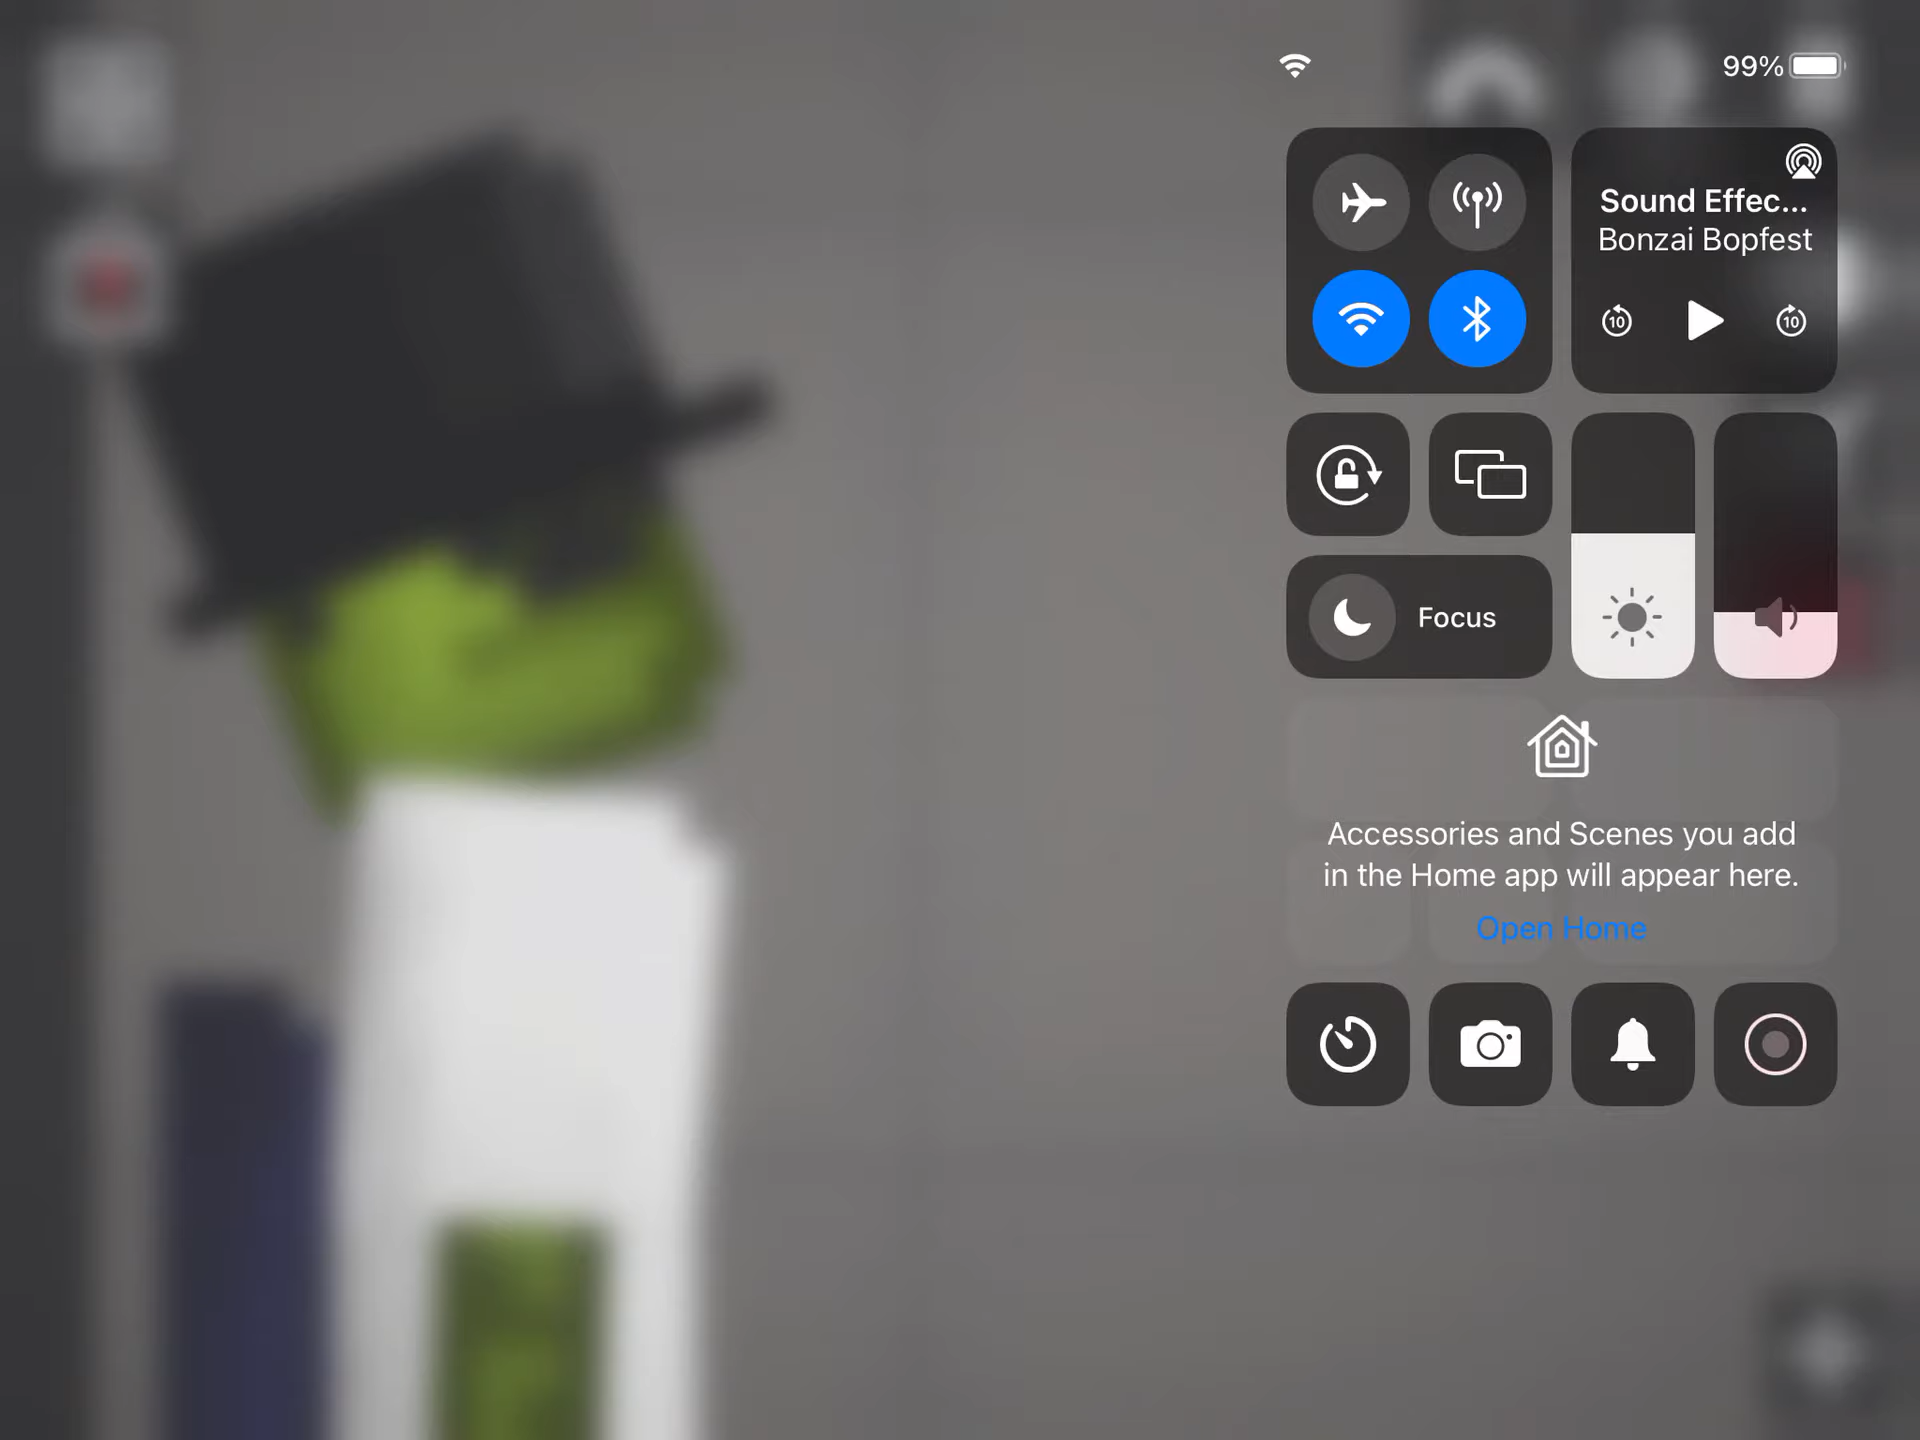 99%
Sound Effec...
Bonzai Bopfest
10
10
Focus
Accessories and Scenes you add
in the Home app will appear here.
Open Home